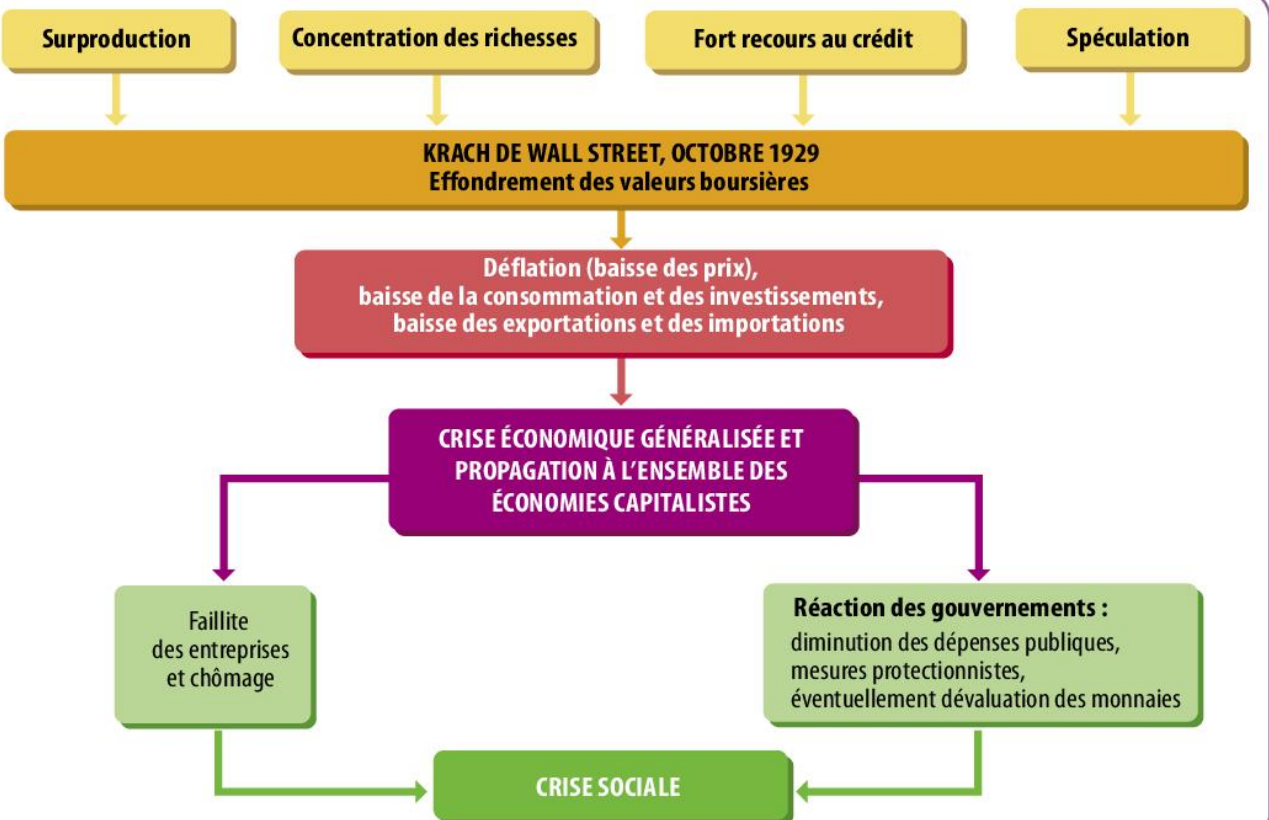 Surproduction
Concentration des richesses
Fort recours au crédit
Spéculation
KRACH DE WALL STREET, OCTOBRE 1929
Effondrement des valeurs boursières
Déflation (baisse des prix),
baisse de la consommation et des investissements,
baisse des exportations et des importations
CRISE ÉCONOMIQUE GÉNÉRALISÉE ET
PROPAGATION À L'ENSEMBLE DES
ÉCONOMIES CAPITALISTES
Faillite
des entreprises
et chômage
Réaction des gouvernements :
diminution des dépenses publiques,
mesures protectionnistes,
éventuellement dévaluation des monnaies
CRISE SOCIALE